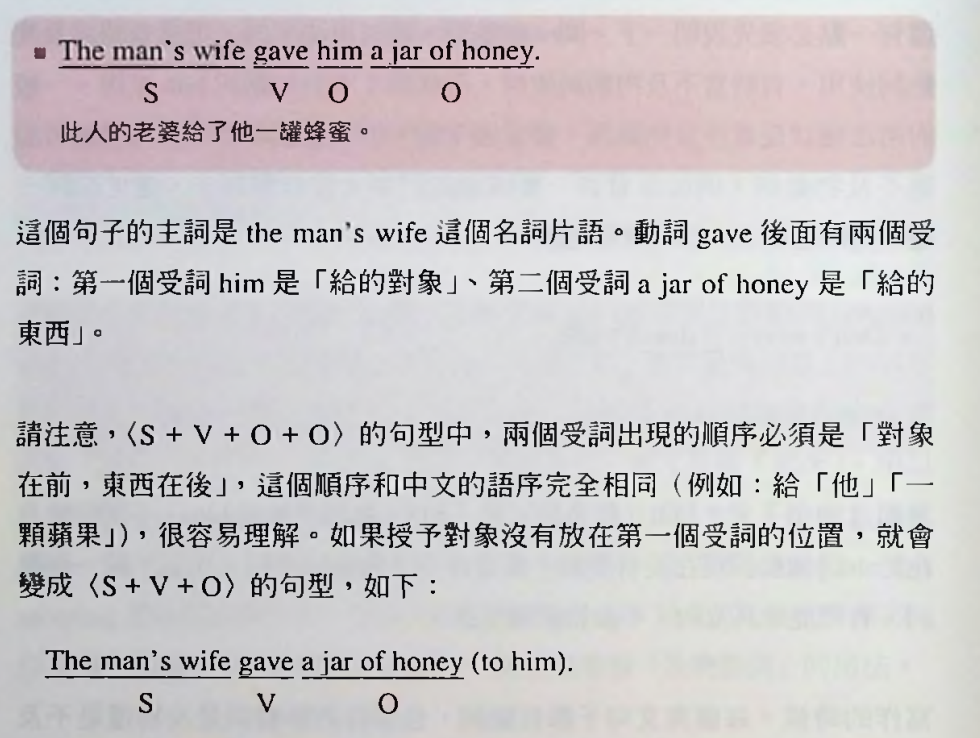 ▪ The man's wife gave him a jar of honey.
S V O O
此人的老婆給了他一罐蜂蜜。
這個句子的主詞是 the man's wife 這個名詞片語。動詞 gave 後面有兩個受
詞：第一個受詞 him 是「給的對象」、第二個受詞 a jar of honey 是「給的
東西」。
請注意，〈S + V + O + O〉的句型中，兩個受詞出現的順序必須是「對象
在前，東西在後」，這個順序和中文的語序完全相同（例如：給「他」「一
顆蘋果」），很容易理解。如果授予對象沒有放在第一個受詞的位置，就會
變成〈S + V + O〉的句型，如下：
The man's wife gave a jar of honey (to him).
S V O